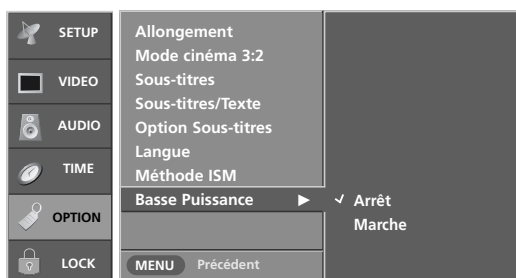 SETUP
VIDEO
AUDIO
TIME
OPTION
LOCK
Allongement
Mode cinéma 3:2
Sous-titres
Sous-titres/Texte
Option Sous-titres
Langue
Méthode ISM
Basse Puissance ►
MENU Précédent
✓ Arrêt
Marche